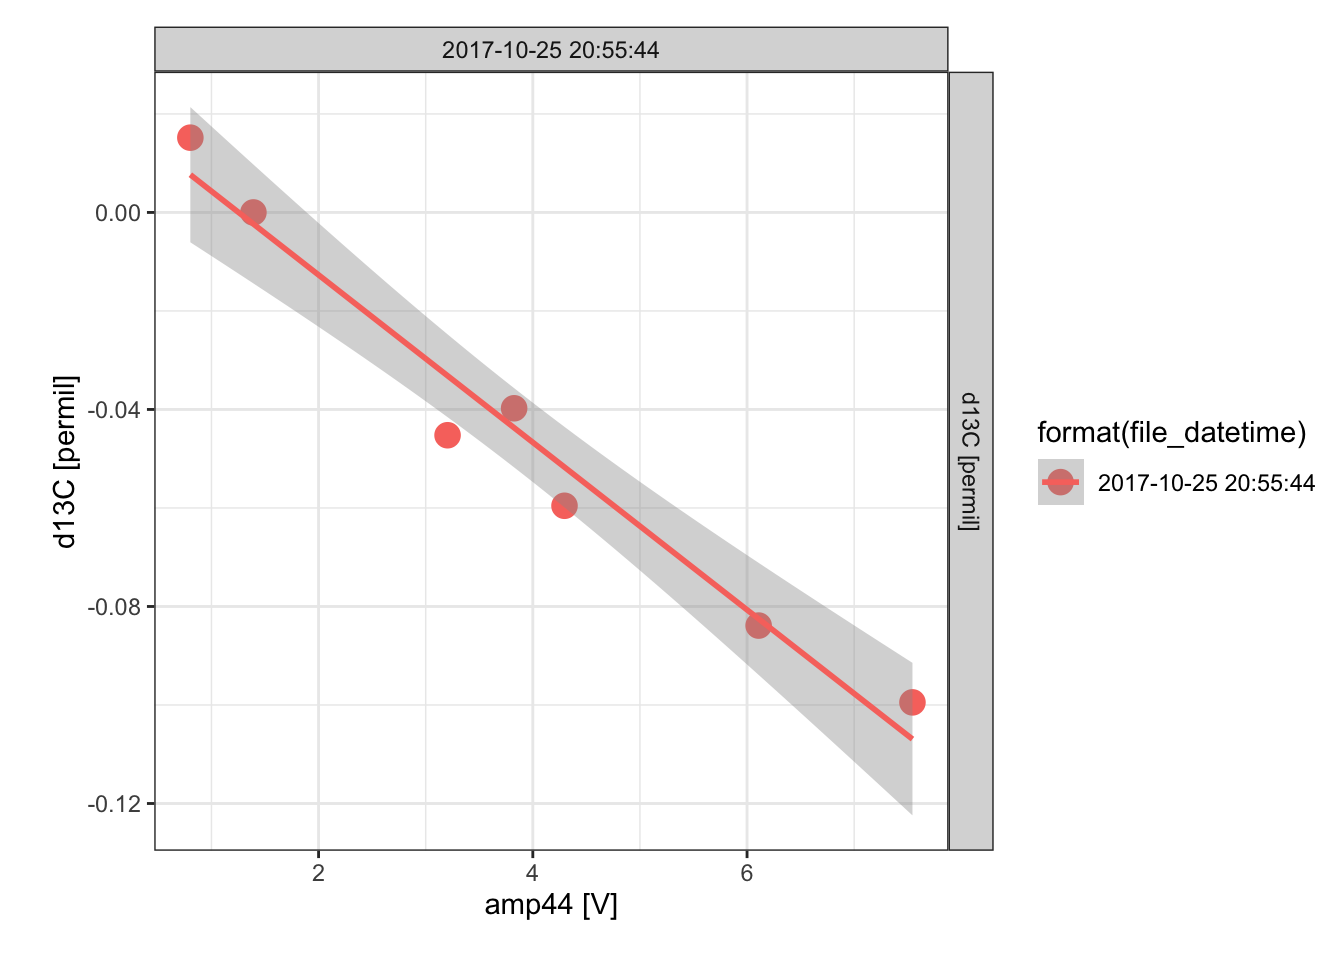 2017-10-25 20:55:44
0.00
-0.04
-0.08
-0.12
d13C [permil]
2
4
6
amp44 [V]
d13C [permil]
format(file_datetime)
2017-10-25 20:55:44